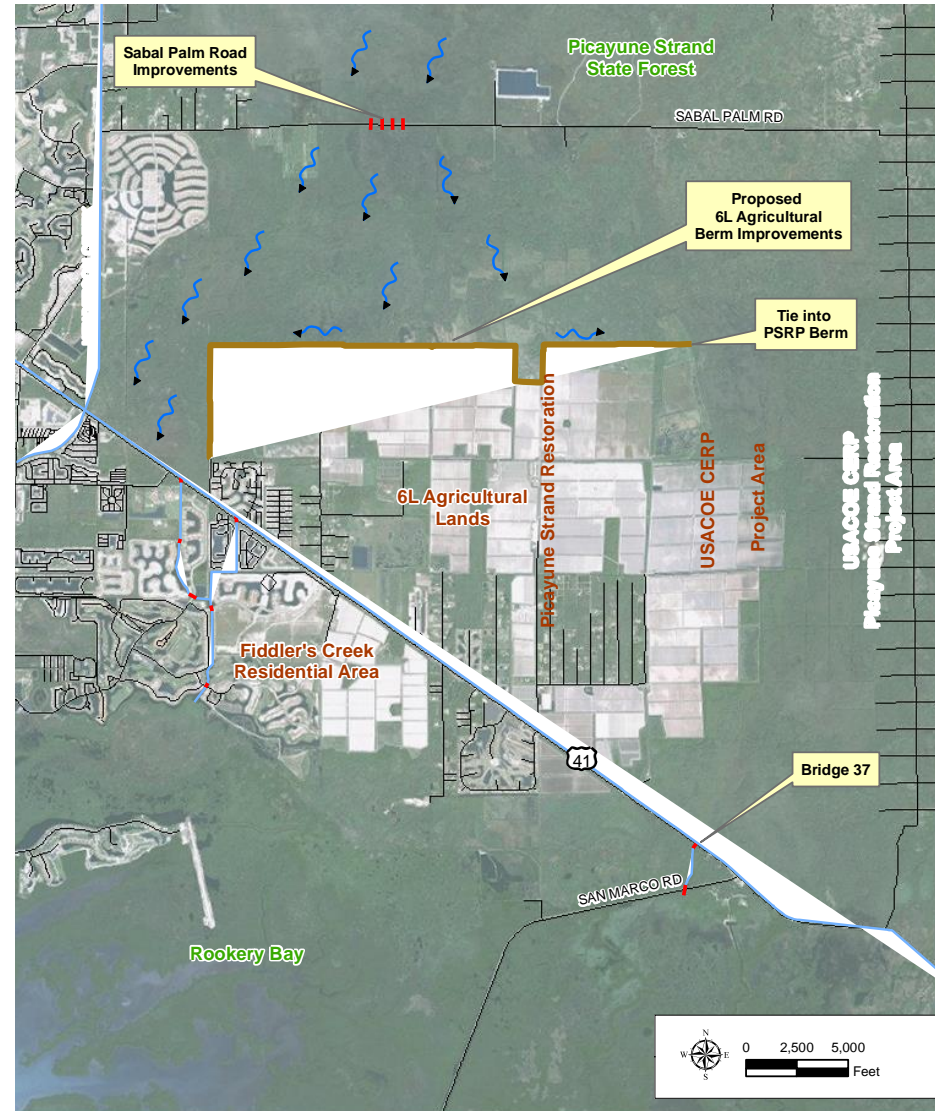 Sabal Palm Road
Improvements
Picayune Strand
State Forest
SABAL PALM RD
Proposed
6L Agricultural
Berm Improvements
Tie into
PSRP Berm
6L Agricultural
Lands
Picayune Strand Restoration
USACOE CERP
Project Area
USACOE CERP
Picayune Strand Restoration
Project Area
Fiddler's Creek
Residential Area
41
Bridge 37
SAN MARCO RD
Rookery Bay
N
W E
S
0 2,500 5,000
Feet